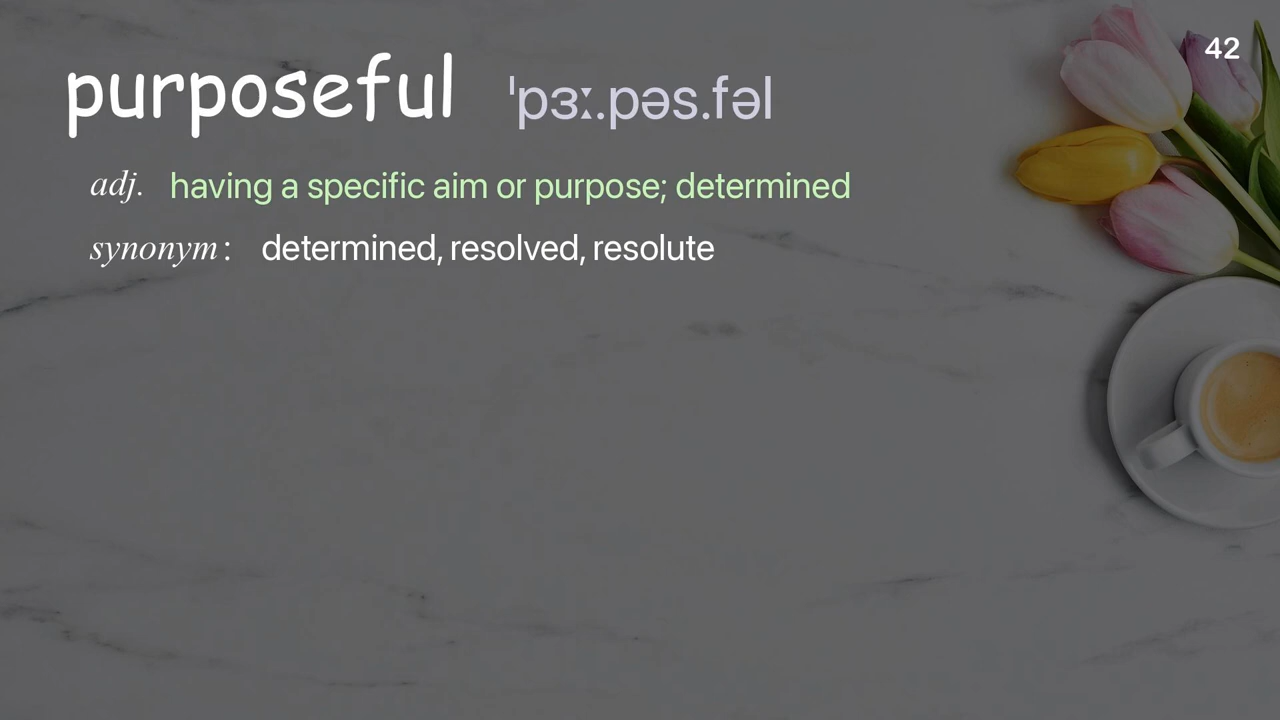 42
purposeful ˈpɜː.pəs.fəl
adj. having a specific aim or purpose; determined
synonym: determined, resolved, resolute